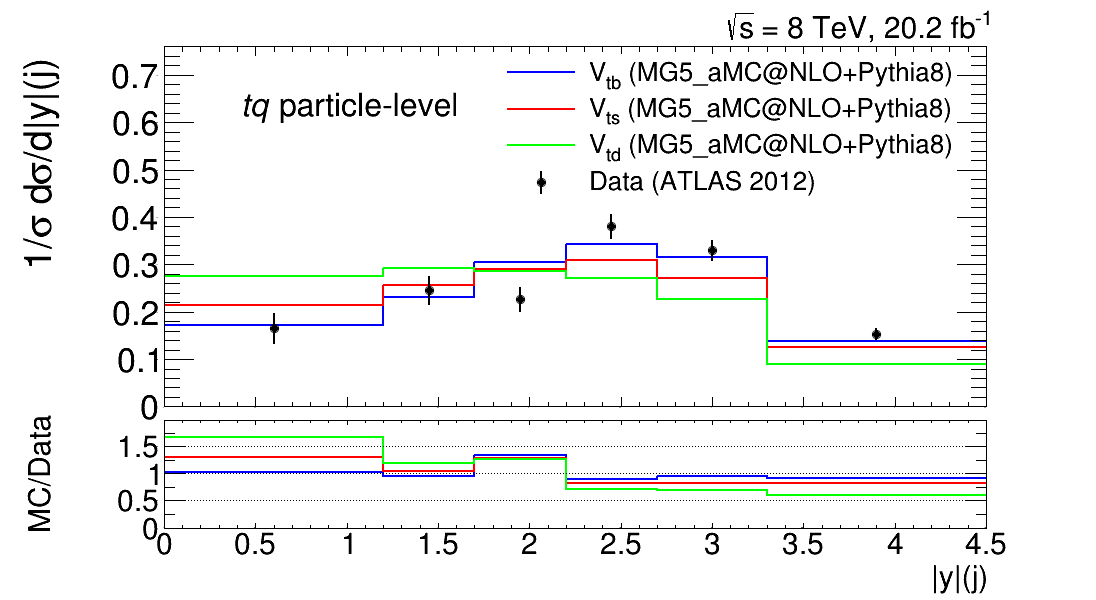 √s = 8 TeV, 20.2 fb⁻¹
1/σ dσ/d|y|(j)
tq particle-level
V_tb (MG5_aMC@NLO+Pythia8)
V_ts (MG5_aMC@NLO+Pythia8)
V_td (MG5_aMC@NLO+Pythia8)
Data (ATLAS 2012)
0.7
0.6
0.5
0.4
0.3
0.2
0.1
0
MC/Data
1.5
1
0.5
0
0 0.5 1 1.5 2 2.5 3 3.5 4 4.5
|y|(j)